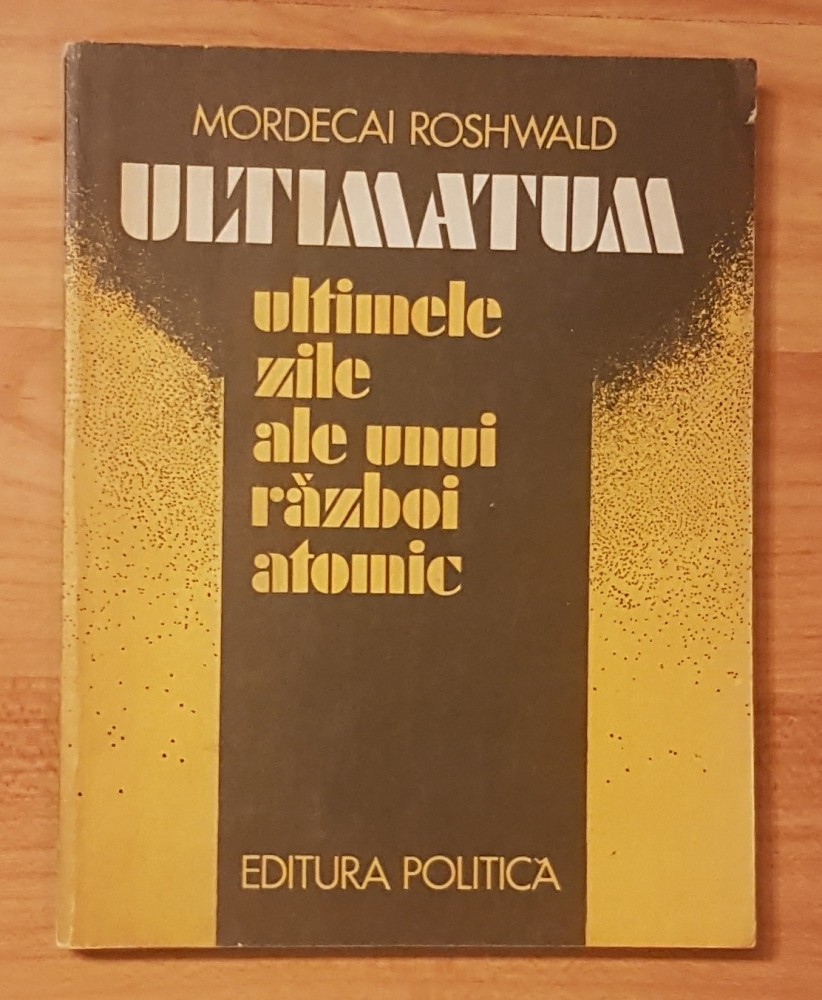 MORDECAI ROSHWALD
ULTIMATUM
ultimele
zile
ale unui
război
atomic
EDITURA POLITICĂ